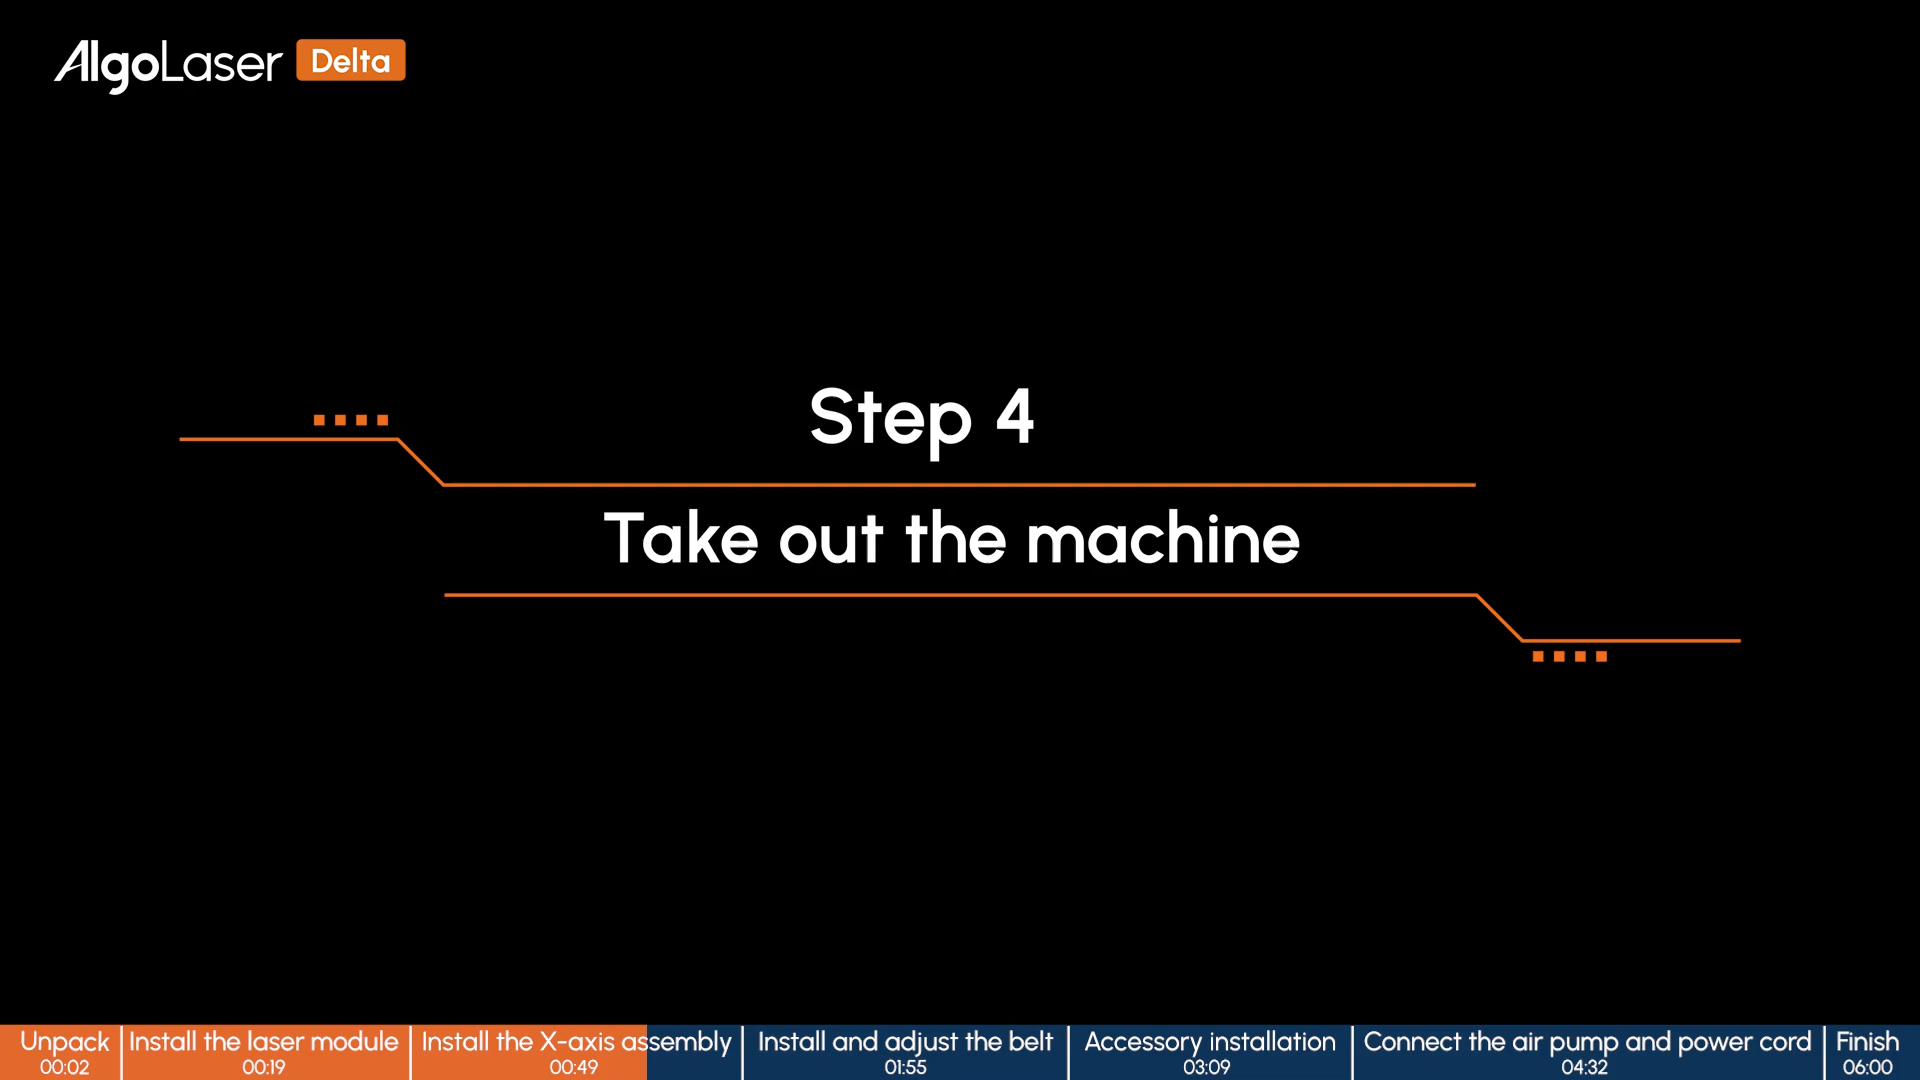 AlgoLaser Delta
Step 4
Take out the machine
Unpack
00:02
Install the laser module
00:19
Install the X-axis assembly
00:49
Install and adjust the belt
01:55
Accessory installation
03:09
Connect the air pump and power cord
04:32
Finish
06:00